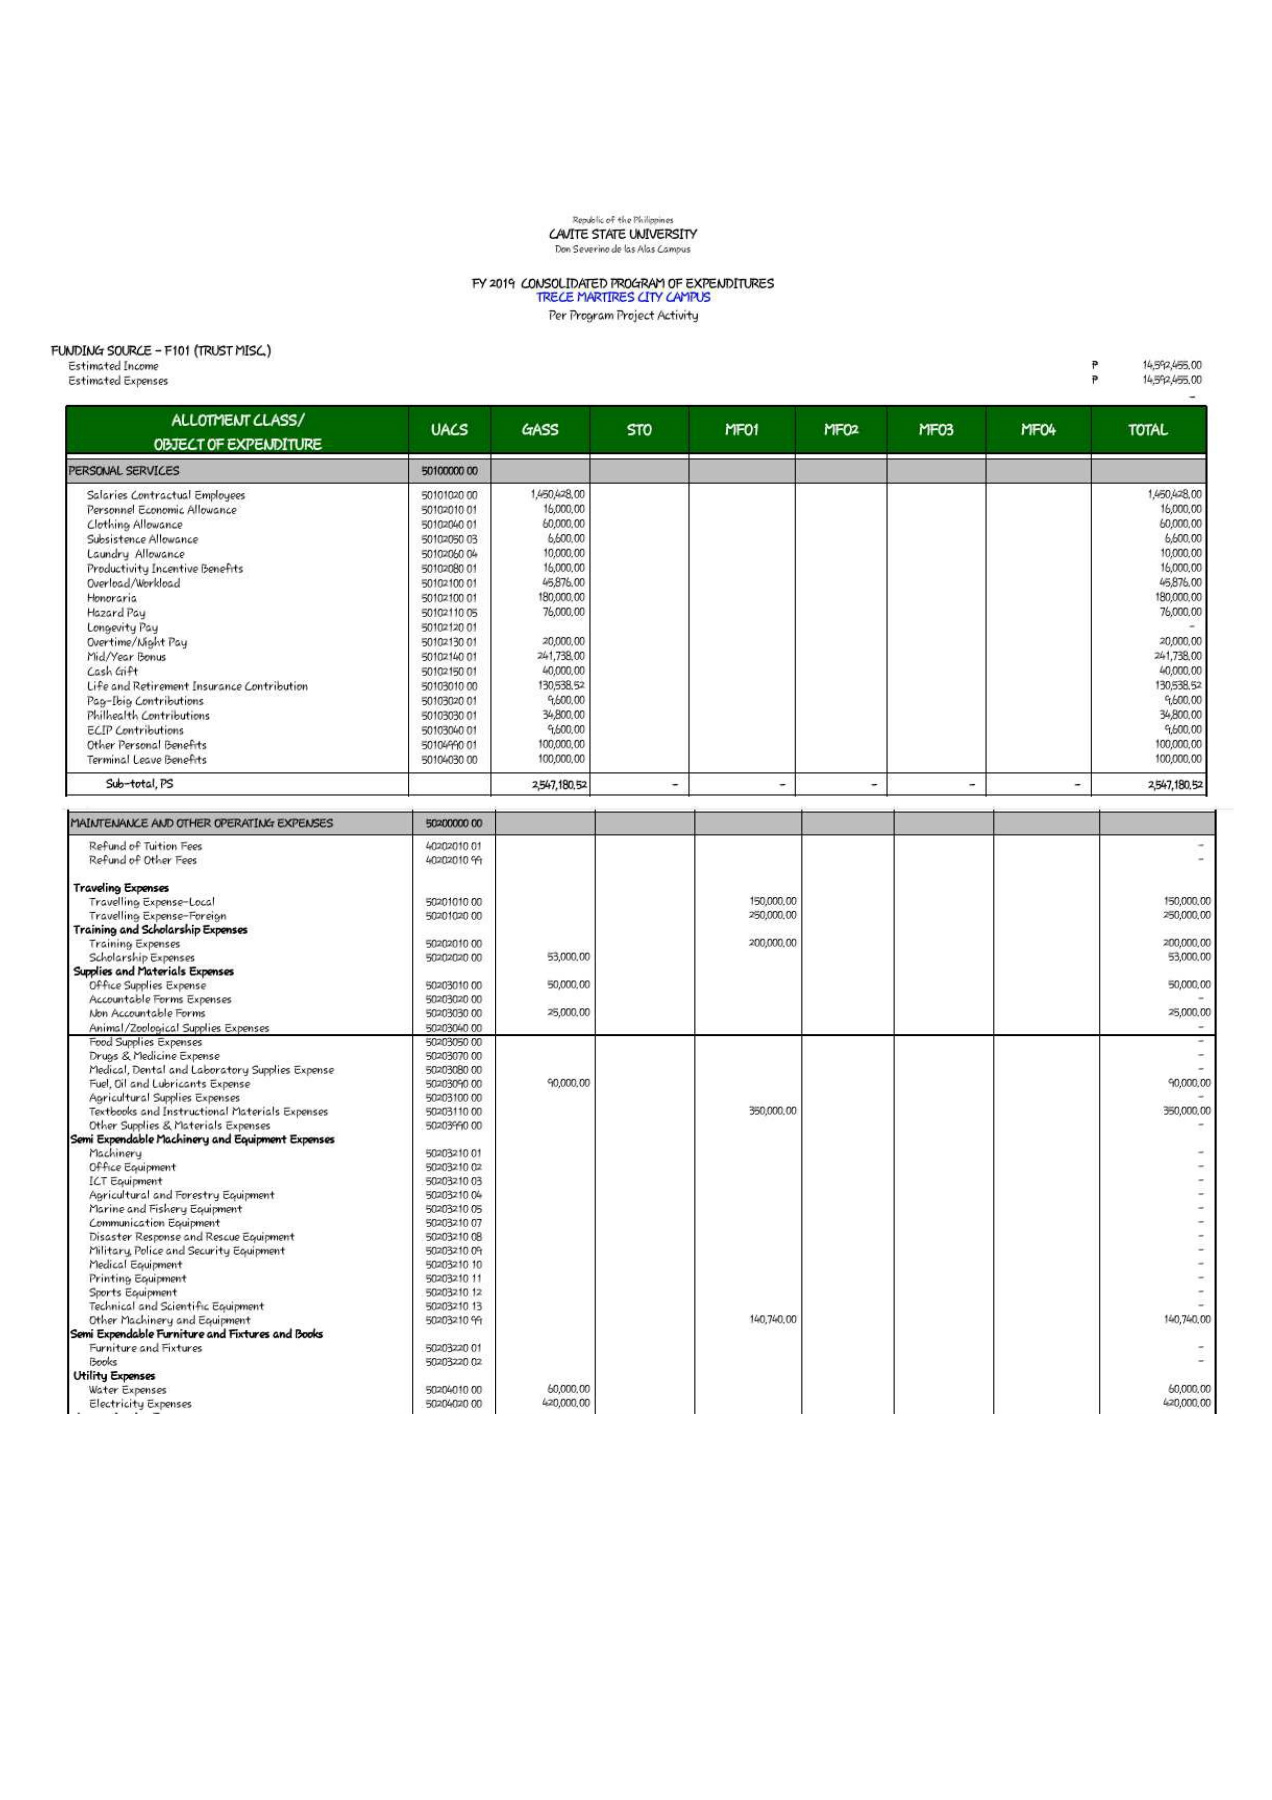 Republic of the Philippines
CAVITE STATE UNIVERSITY
Don Severino de las Alas Campus
FY 2019 CONSOLIDATED PROGRAM OF EXPENDITURES
TRECE MARTIRES CITY CAMPUS
Per Program Project Activity
FUNDING SOURCE - F101 (TRUST MISC.)
Estimated Income ₱ 14,592,455.00
Estimated Expenses ₱ 14,592,455.00
-
ALLOTMENT CLASS/ OBJECT OF EXPENDITURE UACS GASS STO MFO1 MFO2 MFO3 MFO4 TOTAL
PERSONAL SERVICES 50100000 00
Salaries Contractual Employees 50101020 00 1,450,428.00 1,450,428.00
Personnel Economic Allowance 50102010 01 16,000.00 16,000.00
Clothing Allowance 50102040 01 60,000.00 60,000.00
Subsistence Allowance 50102050 03 6,600.00 6,600.00
Laundry Allowance 50102060 04 10,000.00 10,000.00
Productivity Incentive Benefits 50102080 01 16,000.00 16,000.00
Overload/Workload 50102100 01 45,876.00 45,876.00
Honoraria 50102100 01 180,000.00 180,000.00
Hazard Pay 50102110 05 76,000.00 76,000.00
Longevity Pay 50102120 01 -
Overtime/Night Pay 50102130 01 20,000.00 20,000.00
Mid/Year Bonus 50102140 01 241,738.00 241,738.00
Cash Gift 50102150 01 40,000.00 40,000.00
Life and Retirement Insurance Contribution 50103010 00 130,538.52 130,538.52
Pag-Ibig Contributions 50103020 01 9,600.00 9,600.00
Philhealth Contributions 50103030 01 34,800.00 34,800.00
ECIP Contributions 50103040 01 9,600.00 9,600.00
Other Personal Benefits 50104990 01 100,000.00 100,000.00
Terminal Leave Benefits 50104030 00 100,000.00 100,000.00
Sub-total, PS 2,547,180.52 - - - - - 2,547,180.52
MAINTENANCE AND OTHER OPERATING EXPENSES 50200000 00
Refund of Tuition Fees 40202010 01 -
Refund of Other Fees 40202010 99 -
Traveling Expenses
Travelling Expense-Local 50201010 00 150,000.00 150,000.00
Travelling Expense-Foreign 50201020 00 250,000.00 250,000.00
Training and Scholarship Expenses
Training Expenses 50202010 00 200,000.00 200,000.00
Scholarship Expenses 50202020 00 53,000.00 53,000.00
Supplies and Materials Expenses
Office Supplies Expense 50203010 00 50,000.00 50,000.00
Accountable Forms Expenses 50203020 00 -
Non Accountable Forms 50203030 00 25,000.00 25,000.00
Animal/Zoological Supplies Expenses 50203040 00 -
Food Supplies Expenses 50203050 00 -
Drugs & Medicine Expense 50203070 00 -
Medical, Dental and Laboratory Supplies Expense 50203080 00 -
Fuel, Oil and Lubricants Expense 50203090 00 90,000.00 90,000.00
Agricultural Supplies Expenses 50203100 00 -
Textbooks and Instructional Materials Expenses 50203110 00 350,000.00 350,000.00
Other Supplies & Materials Expenses 50203990 00 -
Semi Expendable Machinery and Equipment Expenses
Machinery 50203210 01 -
Office Equipment 50203210 02 -
ICT Equipment 50203210 03 -
Agricultural and Forestry Equipment 50203210 04 -
Marine and Fishery Equipment 50203210 05 -
Communication Equipment 50203210 07 -
Disaster Response and Rescue Equipment 50203210 08 -
Military, Police and Security Equipment 50203210 09 -
Medical Equipment 50203210 10 -
Printing Equipment 50203210 11 -
Sports Equipment 50203210 12 -
Technical and Scientific Equipment 50203210 13 -
Other Machinery and Equipment 50203210 99 140,740.00 140,740.00
Semi Expendable Furniture and Fixtures and Books
Furniture and Fixtures 50203220 01 -
Books 50203220 02 -
Utility Expenses
Water Expenses 50204010 00 60,000.00 60,000.00
Electricity Expenses 50204020 00 420,000.00 420,000.00